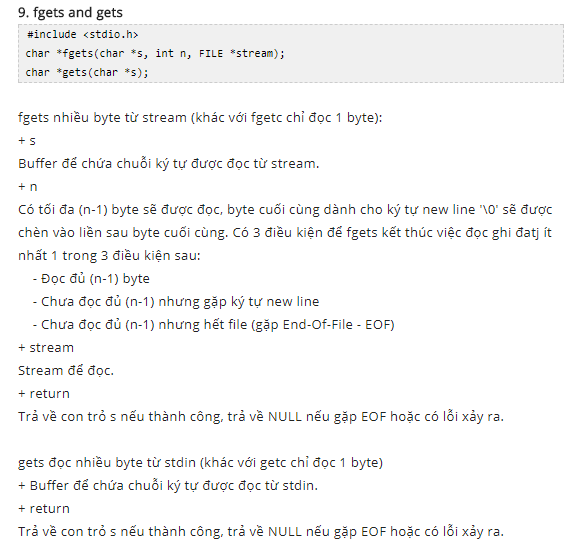 9. fgets and gets
#include <stdio.h>
char *fgets(char *s, int n, FILE *stream);
char *gets(char *s);
fgets nhiều byte từ stream (khác với fgetc chỉ đọc 1 byte):
+ s
Buffer để chứa chuỗi ký tự được đọc từ stream.
+ n
Có tối đa (n-1) byte sẽ được đọc, byte cuối cùng dành cho ký tự new line '\0' sẽ được
chèn vào liền sau byte cuối cùng. Có 3 điều kiện để fgets kết thúc việc đọc ghi đatj ít
nhất 1 trong 3 điều kiện sau:
- Đọc đủ (n-1) byte
- Chưa đọc đủ (n-1) nhưng gặp ký tự new line
- Chưa đọc đủ (n-1) nhưng hết file (gặp End-Of-File - EOF)
+ stream
Stream để đọc.
+ return
Trả về con trỏ s nếu thành công, trả về NULL nếu gặp EOF hoặc có lỗi xảy ra.
gets đọc nhiều byte từ stdin (khác với getc chỉ đọc 1 byte)
+ Buffer để chứa chuỗi ký tự được đọc từ stdin.
+ return
Trả về con trỏ s nếu thành công, trả về NULL nếu gặp EOF hoặc có lỗi xảy ra.